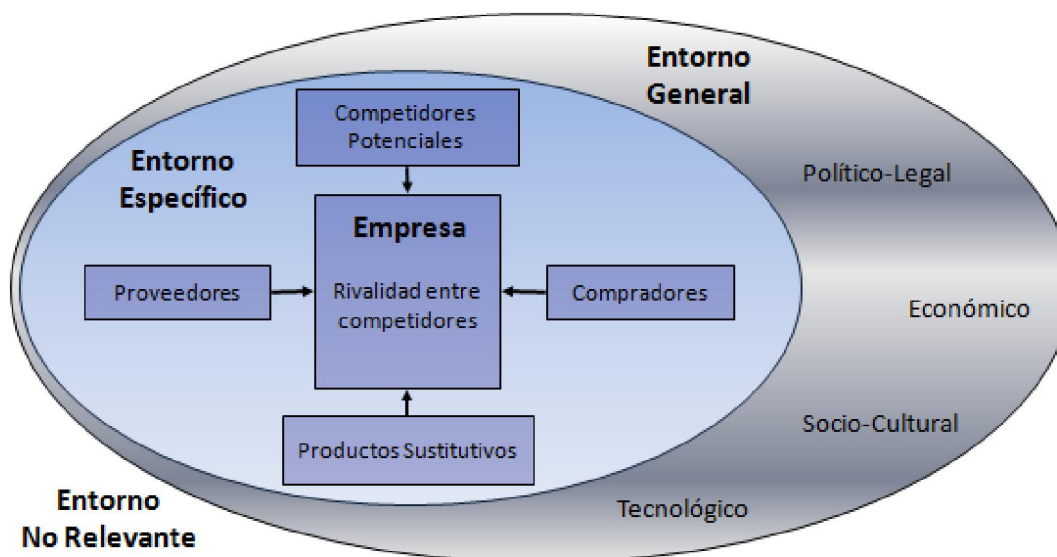 Entorno
General
Competidores
Potenciales
Entorno
Específico
Político-Legal
Empresa
Proveedores
Rivalidad entre
competidores
Compradores
Económico
Socio-Cultural
Productos Sustitutivos
Entorno
No Relevante
Tecnológico